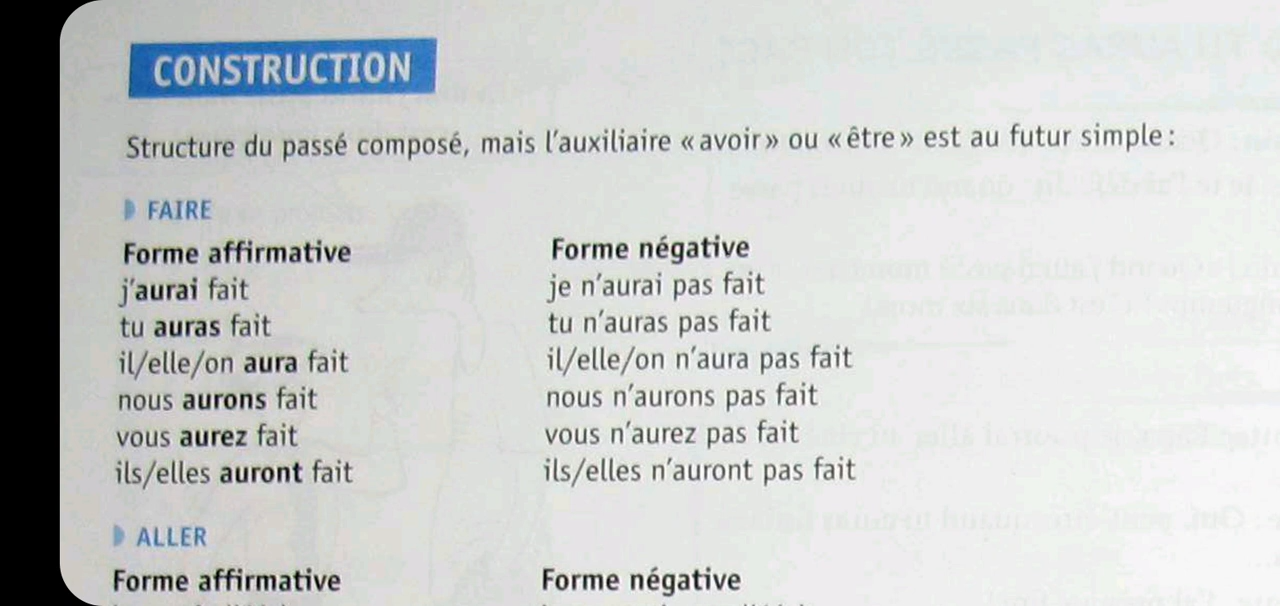 CONSTRUCTION
Structure du passé composé, mais l'auxiliaire «avoir» ou «être» est au futur simple:
FAIRE
Forme affirmative
j'aurai fait
tu auras fait
il/elle/on aura fait
nous aurons fait
vous aurez fait
ils/elles auront fait
Forme négative
je n'aurai pas fait
tu n'auras pas fait
il/elle/on n'aura pas fait
nous n'aurons pas fait
vous n'aurez pas fait
ils/elles n'auront pas fait
ALLER
Forme affirmative
Forme négative